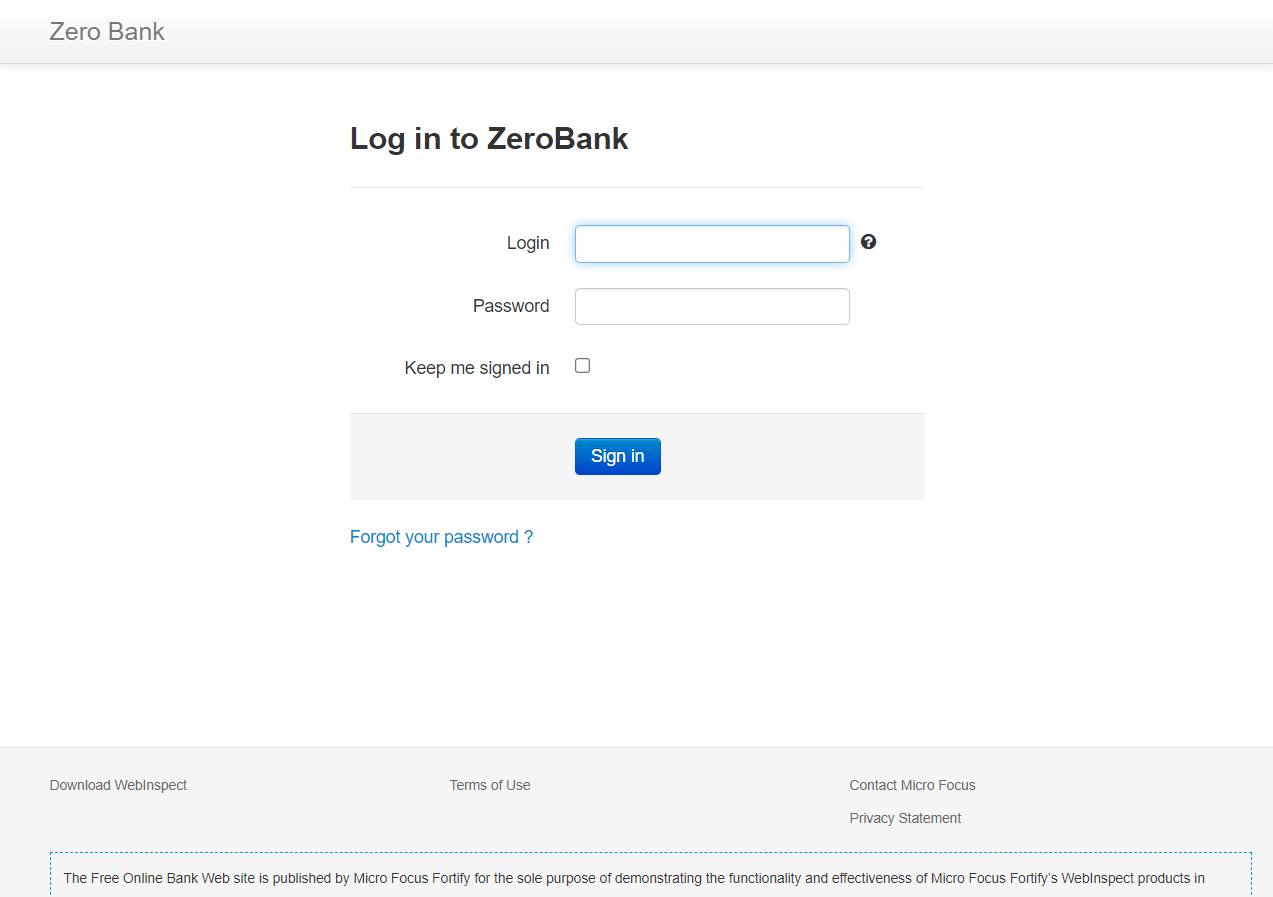 Zero Bank
Log in to ZeroBank
Login
Password
Keep me signed in
Sign in
Forgot your password ?
Download WebInspect
Terms of Use
Contact Micro Focus
Privacy Statement
The Free Online Bank Web site is published by Micro Focus Fortify for the sole purpose of demonstrating the functionality and effectiveness of Micro Focus Fortify's WebInspect products in